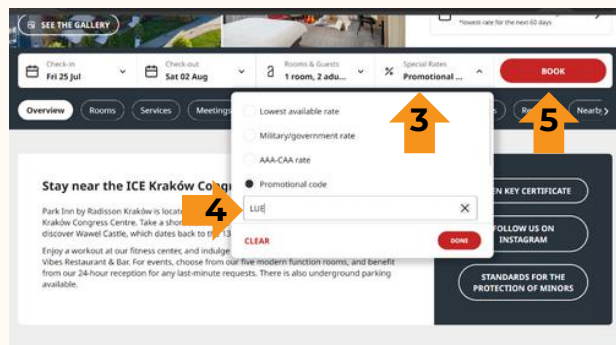 SEE THE GALLERY
*lowest rate for the next 60 days
Check-in
Fri 25 Jul
Check-out
Sat 02 Aug
Rooms & Guests
1 room, 2 adu...
Special Rates
Promotional ...
BOOK
Overview
Rooms
Services
Meetings
Nearby
3
5
Lowest available rate
Military/government rate
AAA-CAA rate
Promotional code
4
LUE
CLEAR
DONE
Stay near the ICE Kraków Cong
Park Inn by Radisson Kraków is locate
Kraków Congress Centre. Take a sho
discover Wawel Castle, which dates back to the 13
Enjoy a workout at our fitness center, and indulge
Vibes Restaurant & Bar. For events, choose from our five modern function rooms, and benefit
from our 24-hour reception for any last-minute requests. There is also underground parking
available.
EN KEY CERTIFICATE
FOLLOW US ON
INSTAGRAM
STANDARDS FOR THE
PROTECTION OF MINORS